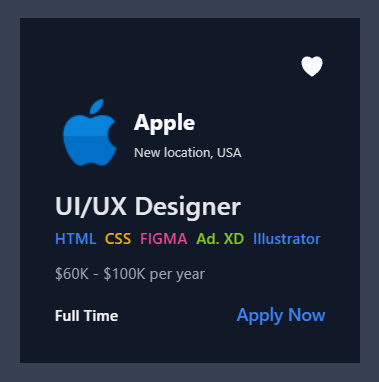 Apple
New location, USA
UI/UX Designer
HTML CSS FIGMA Ad. XD Illustrator
$60K - $100K per year
Full Time Apply Now